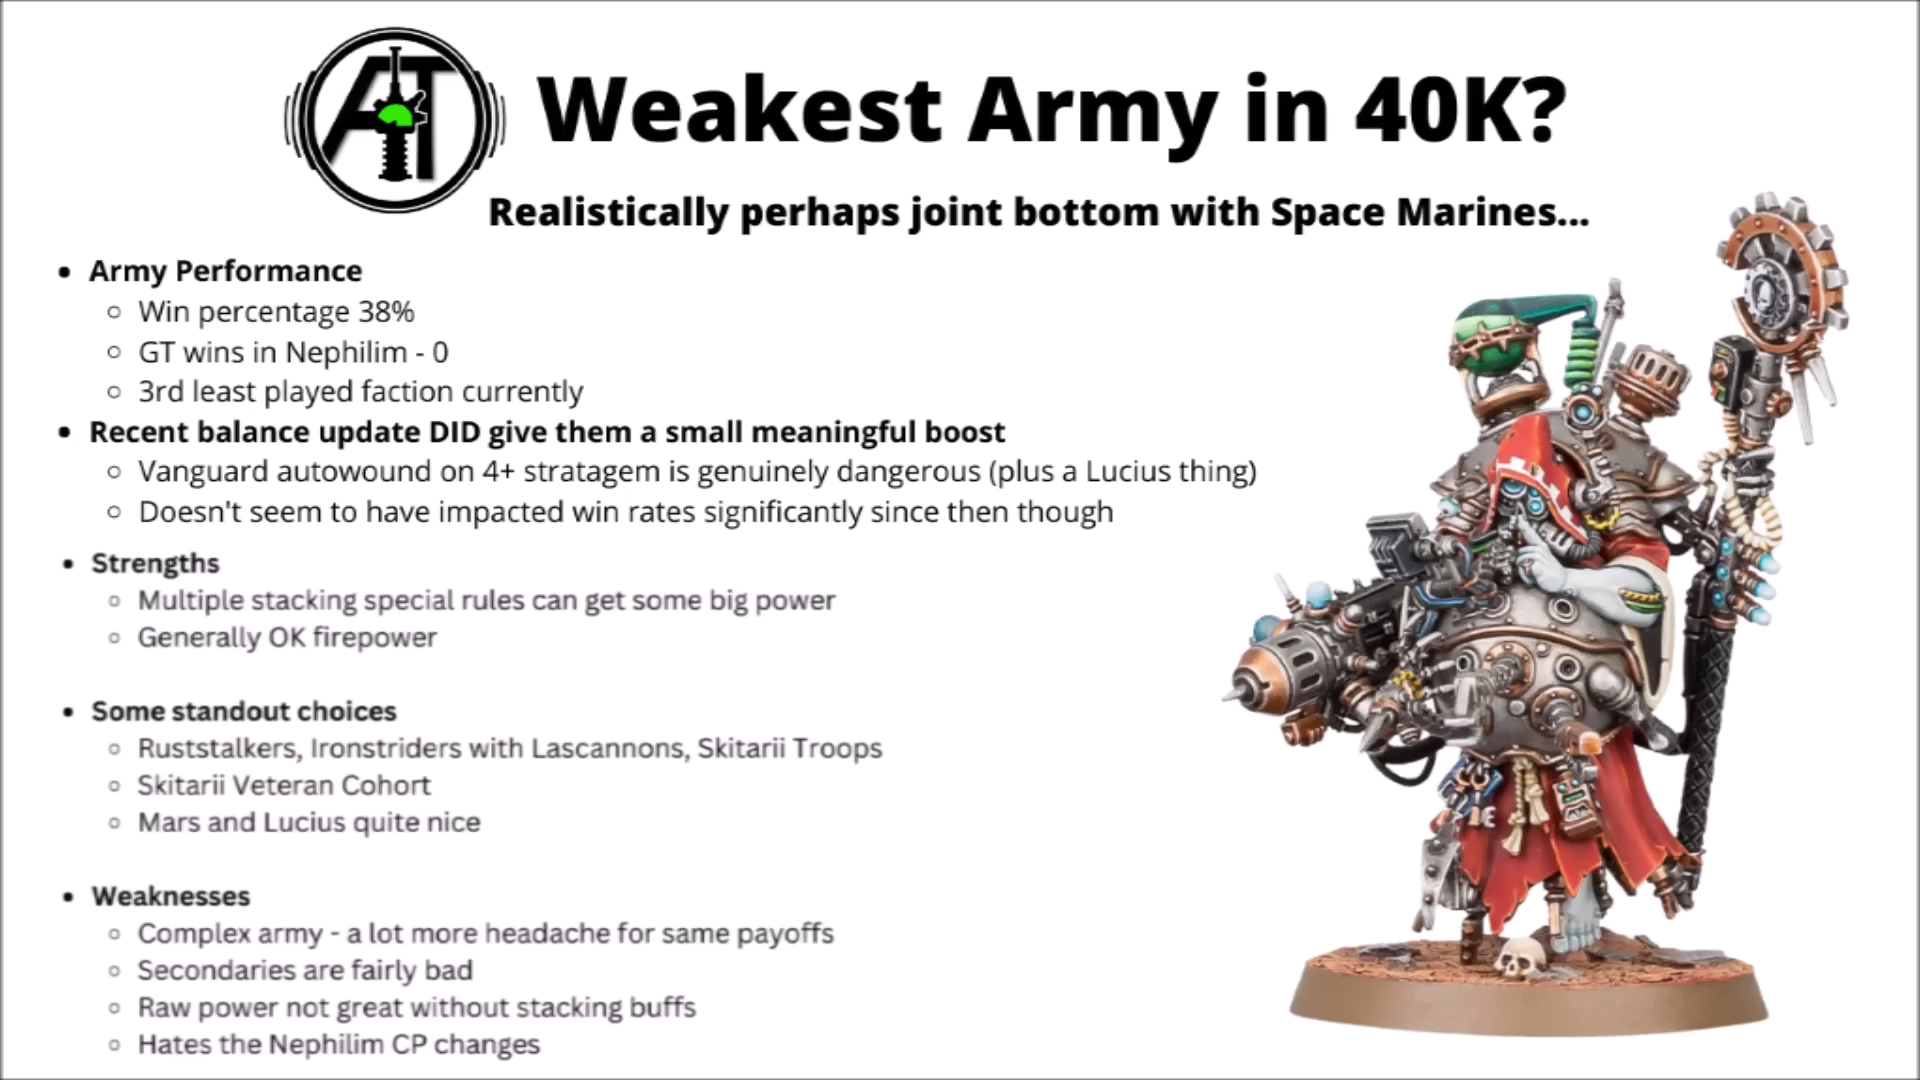 AT
Weakest Army in 40K?
Realistically perhaps joint bottom with Space Marines...
• Army Performance
○ Win percentage 38%
○ GT wins in Nephilim - 0
○ 3rd least played faction currently
• Recent balance update DID give them a small meaningful boost
○ Vanguard autowound on 4+ stratagem is genuinely dangerous (plus a Lucius thing)
○ Doesn't seem to have impacted win rates significantly since then though
• Strengths
○ Multiple stacking special rules can get some big power
○ Generally OK firepower
• Some standout choices
○ Ruststalkers, Ironstriders with Lascannons, Skitarii Troops
○ Skitarii Veteran Cohort
○ Mars and Lucius quite nice
• Weaknesses
○ Complex army - a lot more headache for same payoffs
○ Secondaries are fairly bad
○ Raw power not great without stacking buffs
○ Hates the Nephilim CP changes